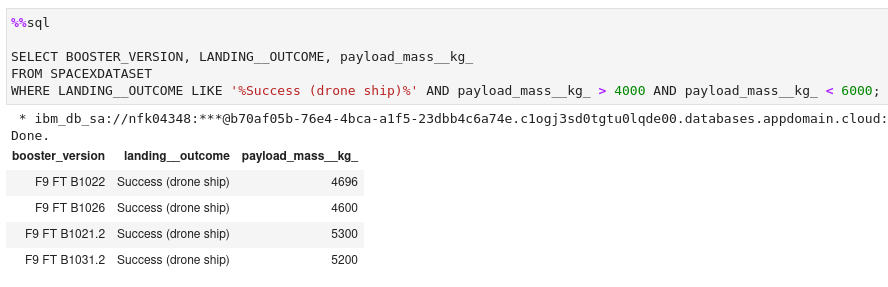 %%sql
SELECT BOOSTER_VERSION, LANDING__OUTCOME, payload_mass__kg_
FROM SPACEXDATASET
WHERE LANDING__OUTCOME LIKE '%Success (drone ship)%' AND payload_mass__kg_ > 4000 AND payload_mass__kg_ < 6000;
* ibm_db_sa://nfk04348:***@b70af05b-76e4-4bca-a1f5-23dbb4c6a74e.c1ogj3sd0tgtu0lqde00.databases.appdomain.cloud:
Done.
booster_version landing__outcome payload_mass__kg_
F9 FT B1022 Success (drone ship) 4696
F9 FT B1026 Success (drone ship) 4600
F9 FT B1021.2 Success (drone ship) 5300
F9 FT B1031.2 Success (drone ship) 5200